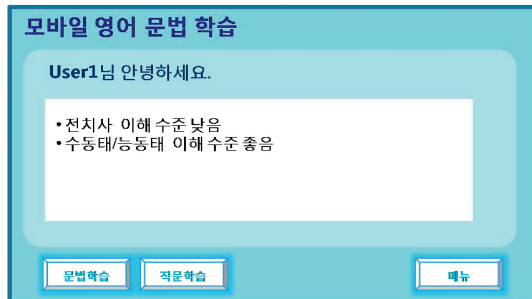 모바일 영어 문법 학습
User1님 안녕하세요.
•전치사 이해 수준 낮음
•수동태/능동태 이해 수준 좋음
문법학습 작문학습 메뉴